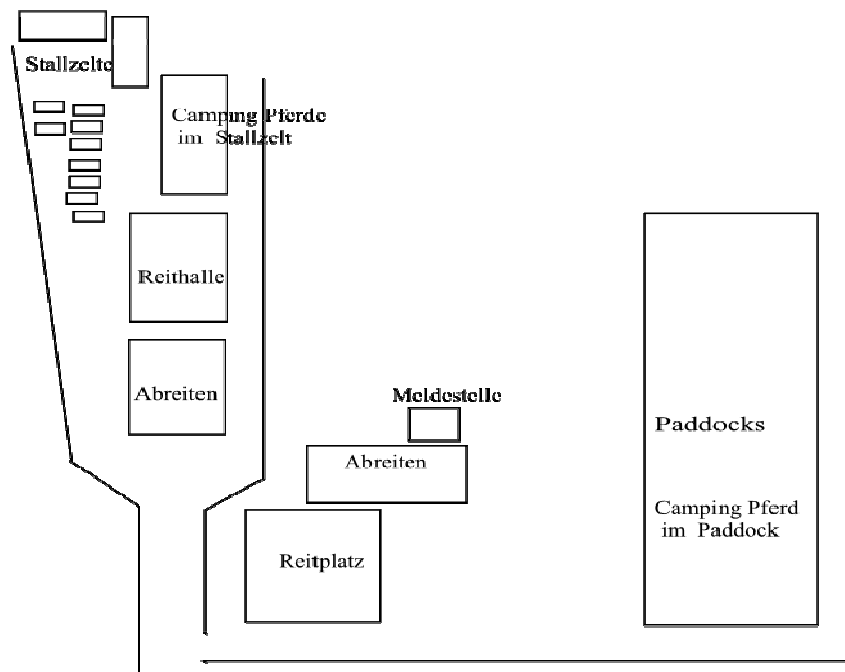 Stallzelte
Camping Pferde
im Stallzelt
Reithalle
Abreiten
Meldestelle
Abreiten
Reitplatz
Paddocks
Camping Pferd
im Paddock